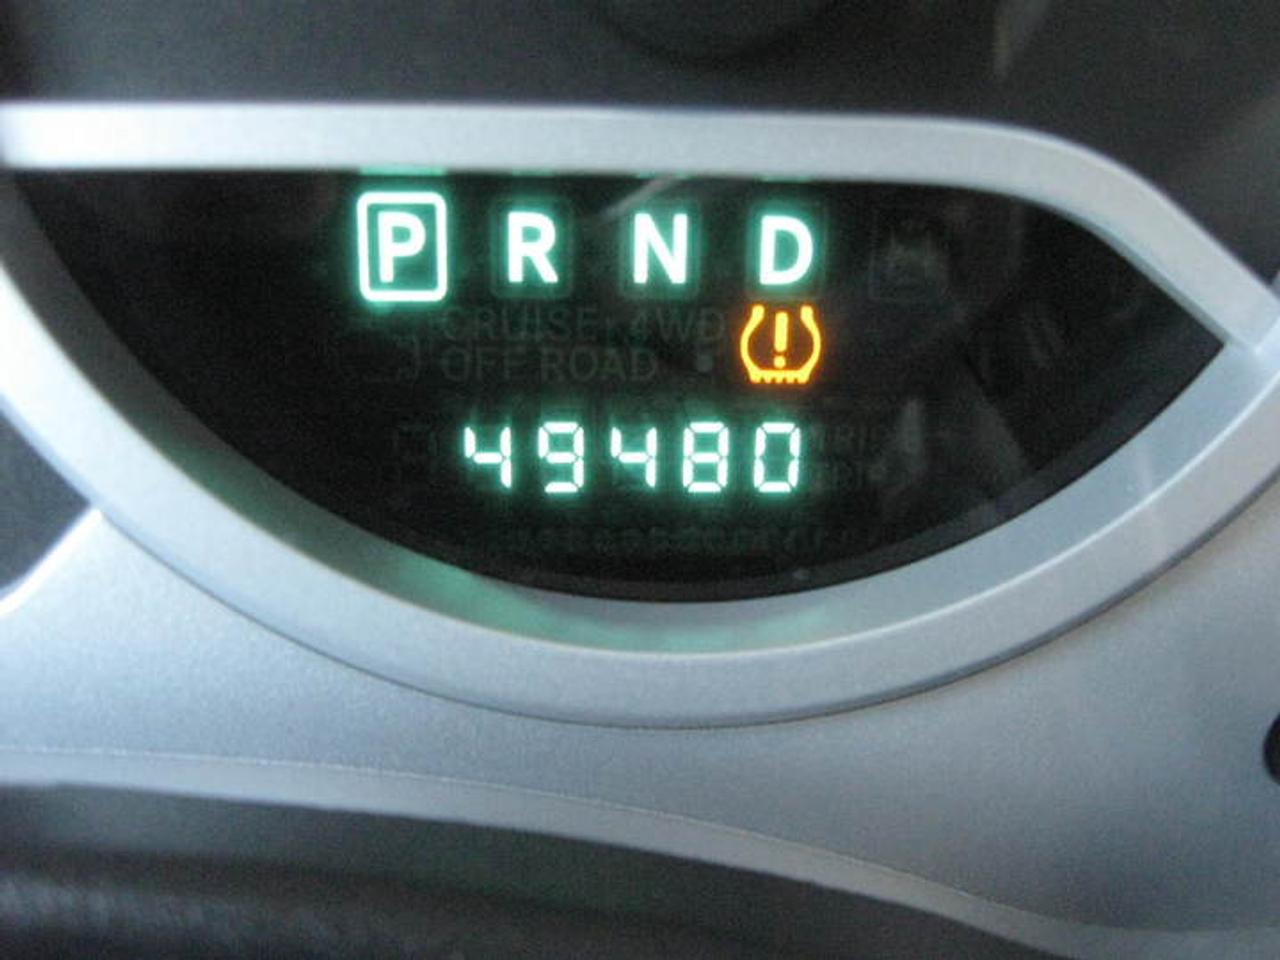 P R N D
CRUISE 4WD
OFF ROAD
49480